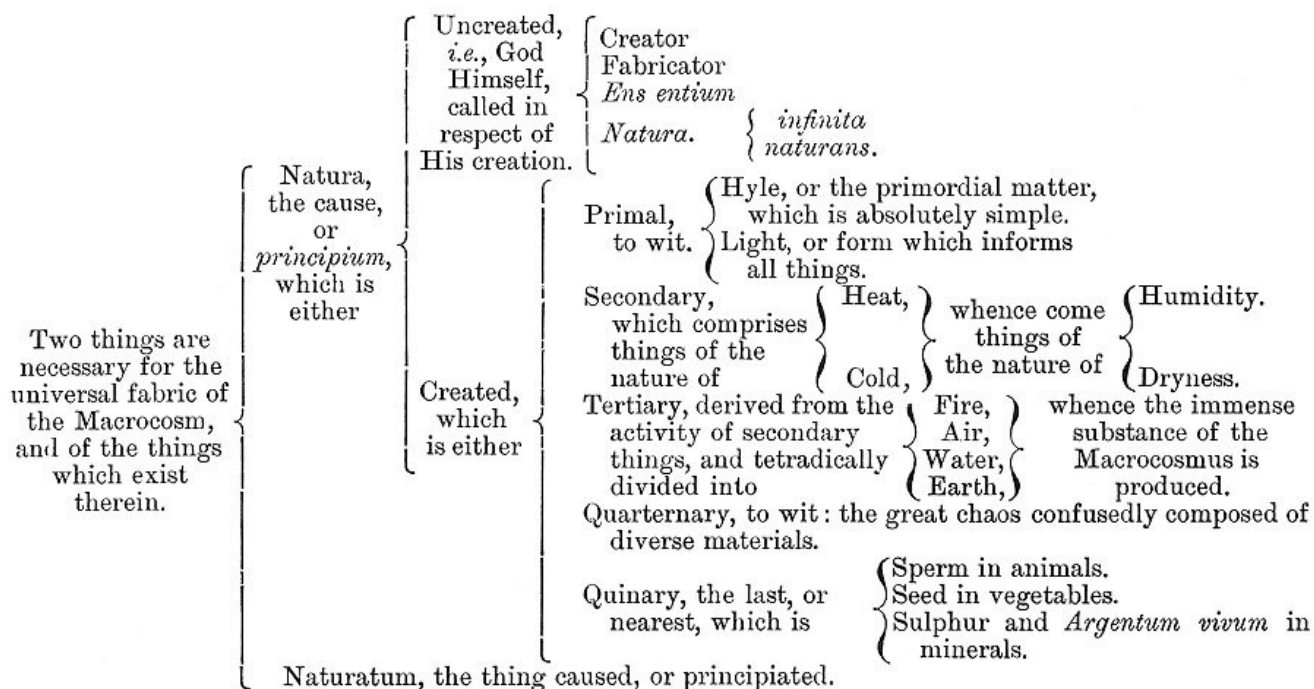 Two things are
necessary for the
universal fabric of
the Macrocosm,
and of the things
which exist
therein.
Natura,
the cause,
or
principium,
which is
either
Uncreated,
i.e., God
Himself,
called in
respect of
His creation.
Creator
Fabricator
Ens entium
Natura.
infinita
naturans.
Created,
which
is either
Primal,
to wit.
Hyle, or the primordial matter,
which is absolutely simple.
Light, or form which informs
all things.
Secondary,
which comprises
things of the
nature of
Heat,
Cold,
whence come
things of
the nature of
Humidity.
Dryness.
Tertiary, derived from the
activity of secondary
things, and tetradically
divided into
Fire,
Air,
Water,
Earth,
whence the immense
substance of the
Macrocosmus is
produced.
Quarternary, to wit: the great chaos confusedly composed of
diverse materials.
Quinary, the last, or
nearest, which is
Sperm in animals.
Seed in vegetables.
Sulphur and Argentum vivum in
minerals.
Naturatum, the thing caused, or principiated.